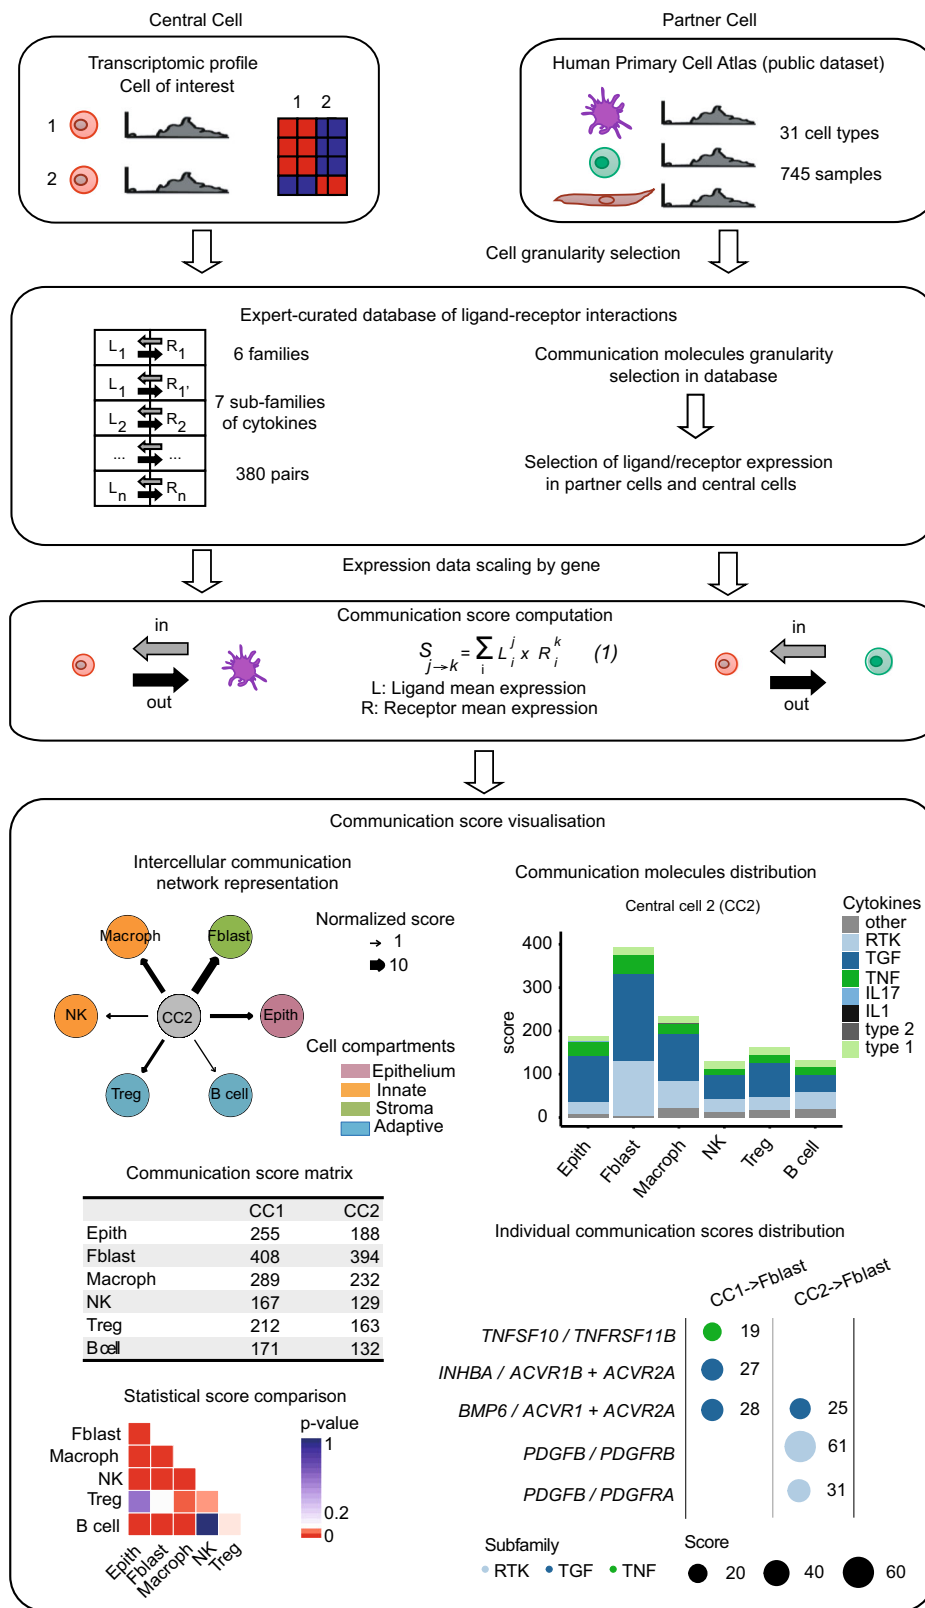 Central Cell
Partner Cell
Transcriptomic profile
Cell of interest
1 2
1
2
Human Primary Cell Atlas (public dataset)
31 cell types
745 samples
Cell granularity selection
Expert-curated database of ligand-receptor interactions
L1 R1
L1 R1'
L2 R2
... ...
Ln Rn
6 families
7 sub-families
of cytokines
380 pairs
Communication molecules granularity
selection in database
Selection of ligand/receptor expression
in partner cells and central cells
Expression data scaling by gene
Communication score computation
in
out
S j→k = Σ i L i j x R i k (1)
L: Ligand mean expression
R: Receptor mean expression
in
out
Communication score visualisation
Intercellular communication
network representation
Macroph
Fblast
NK
CC2
Epith
Treg
B cell
Normalized score
1
10
Cell compartments
Epithelium
Innate
Stroma
Adaptive
Communication molecules distribution
Central cell 2 (CC2)
score
400
300
200
100
0
Epith
Fblast
Macroph
NK
Treg
B cell
Cytokines
other
RTK
TGF
TNF
IL17
IL1
type 2
type 1
Communication score matrix
CC1 CC2
Epith 255 188
Fblast 408 394
Macroph 289 232
NK 167 129
Treg 212 163
B cell 171 132
Statistical score comparison
Fblast
Macroph
NK
Treg
B cell
Epith
Fblast
Macroph
NK
Treg
p-value
1
0.2
0
Individual communication scores distribution
CC1->Fblast
CC2->Fblast
TNFSF10 / TNFRSF11B 19
INHBA / ACVR1B + ACVR2A 27
BMP6 / ACVR1 + ACVR2A 28 25
PDGFB / PDGFRB 61
PDGFB / PDGFRA 31
Subfamily
RTK TGF TNF
Score
20 40 60